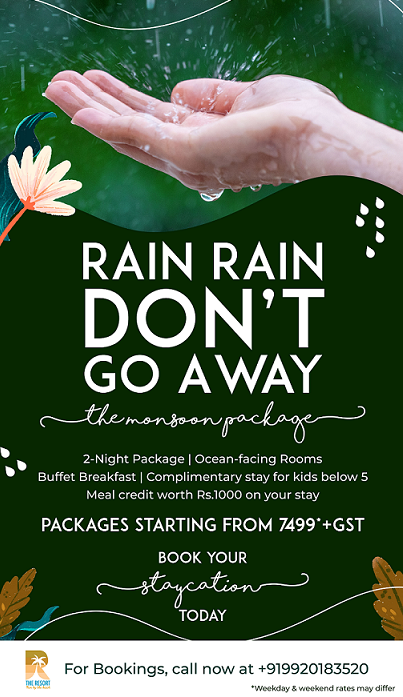 RAIN RAIN
DON'T
GO AWAY
the monsoon package
2-Night Package | Ocean-facing Rooms
Buffet Breakfast | Complimentary stay for kids below 5
Meal credit worth Rs.1000 on your stay
PACKAGES STARTING FROM 7499*+GST
BOOK YOUR
staycation
TODAY
THE RESORT
For Bookings, call now at +919920183520
*Weekday & weekend rates may differ